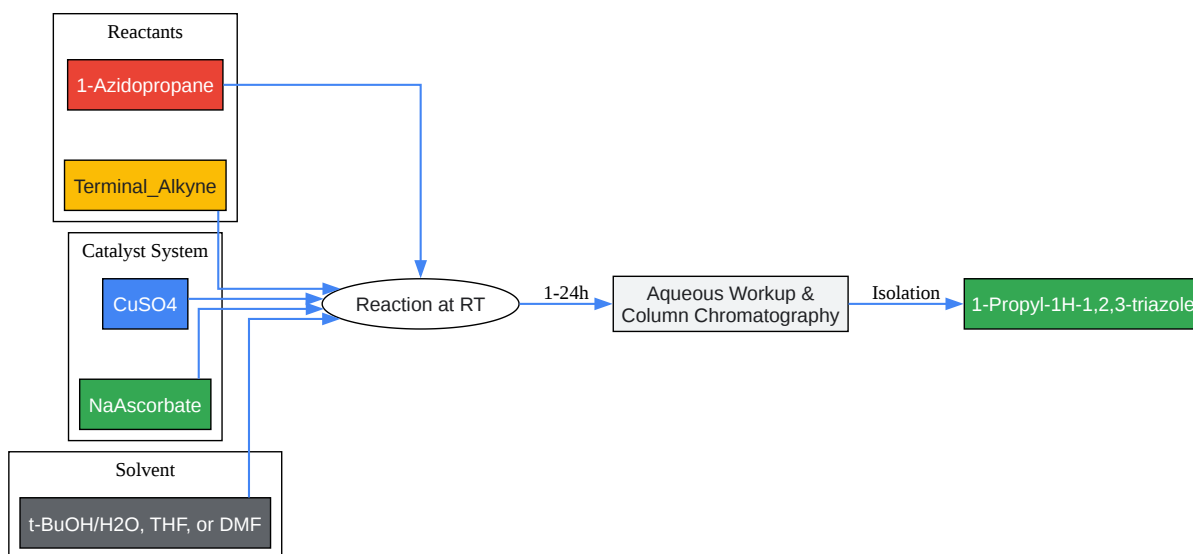 Reactants
1-Azidopropane
Terminal_Alkyne
Catalyst System
CuSO4
NaAscorbate
Solvent
t-BuOH/H2O, THF, or DMF
Reaction at RT
1-24h
Aqueous Workup &
Column Chromatography
Isolation
1-Propyl-1H-1,2,3-triazole